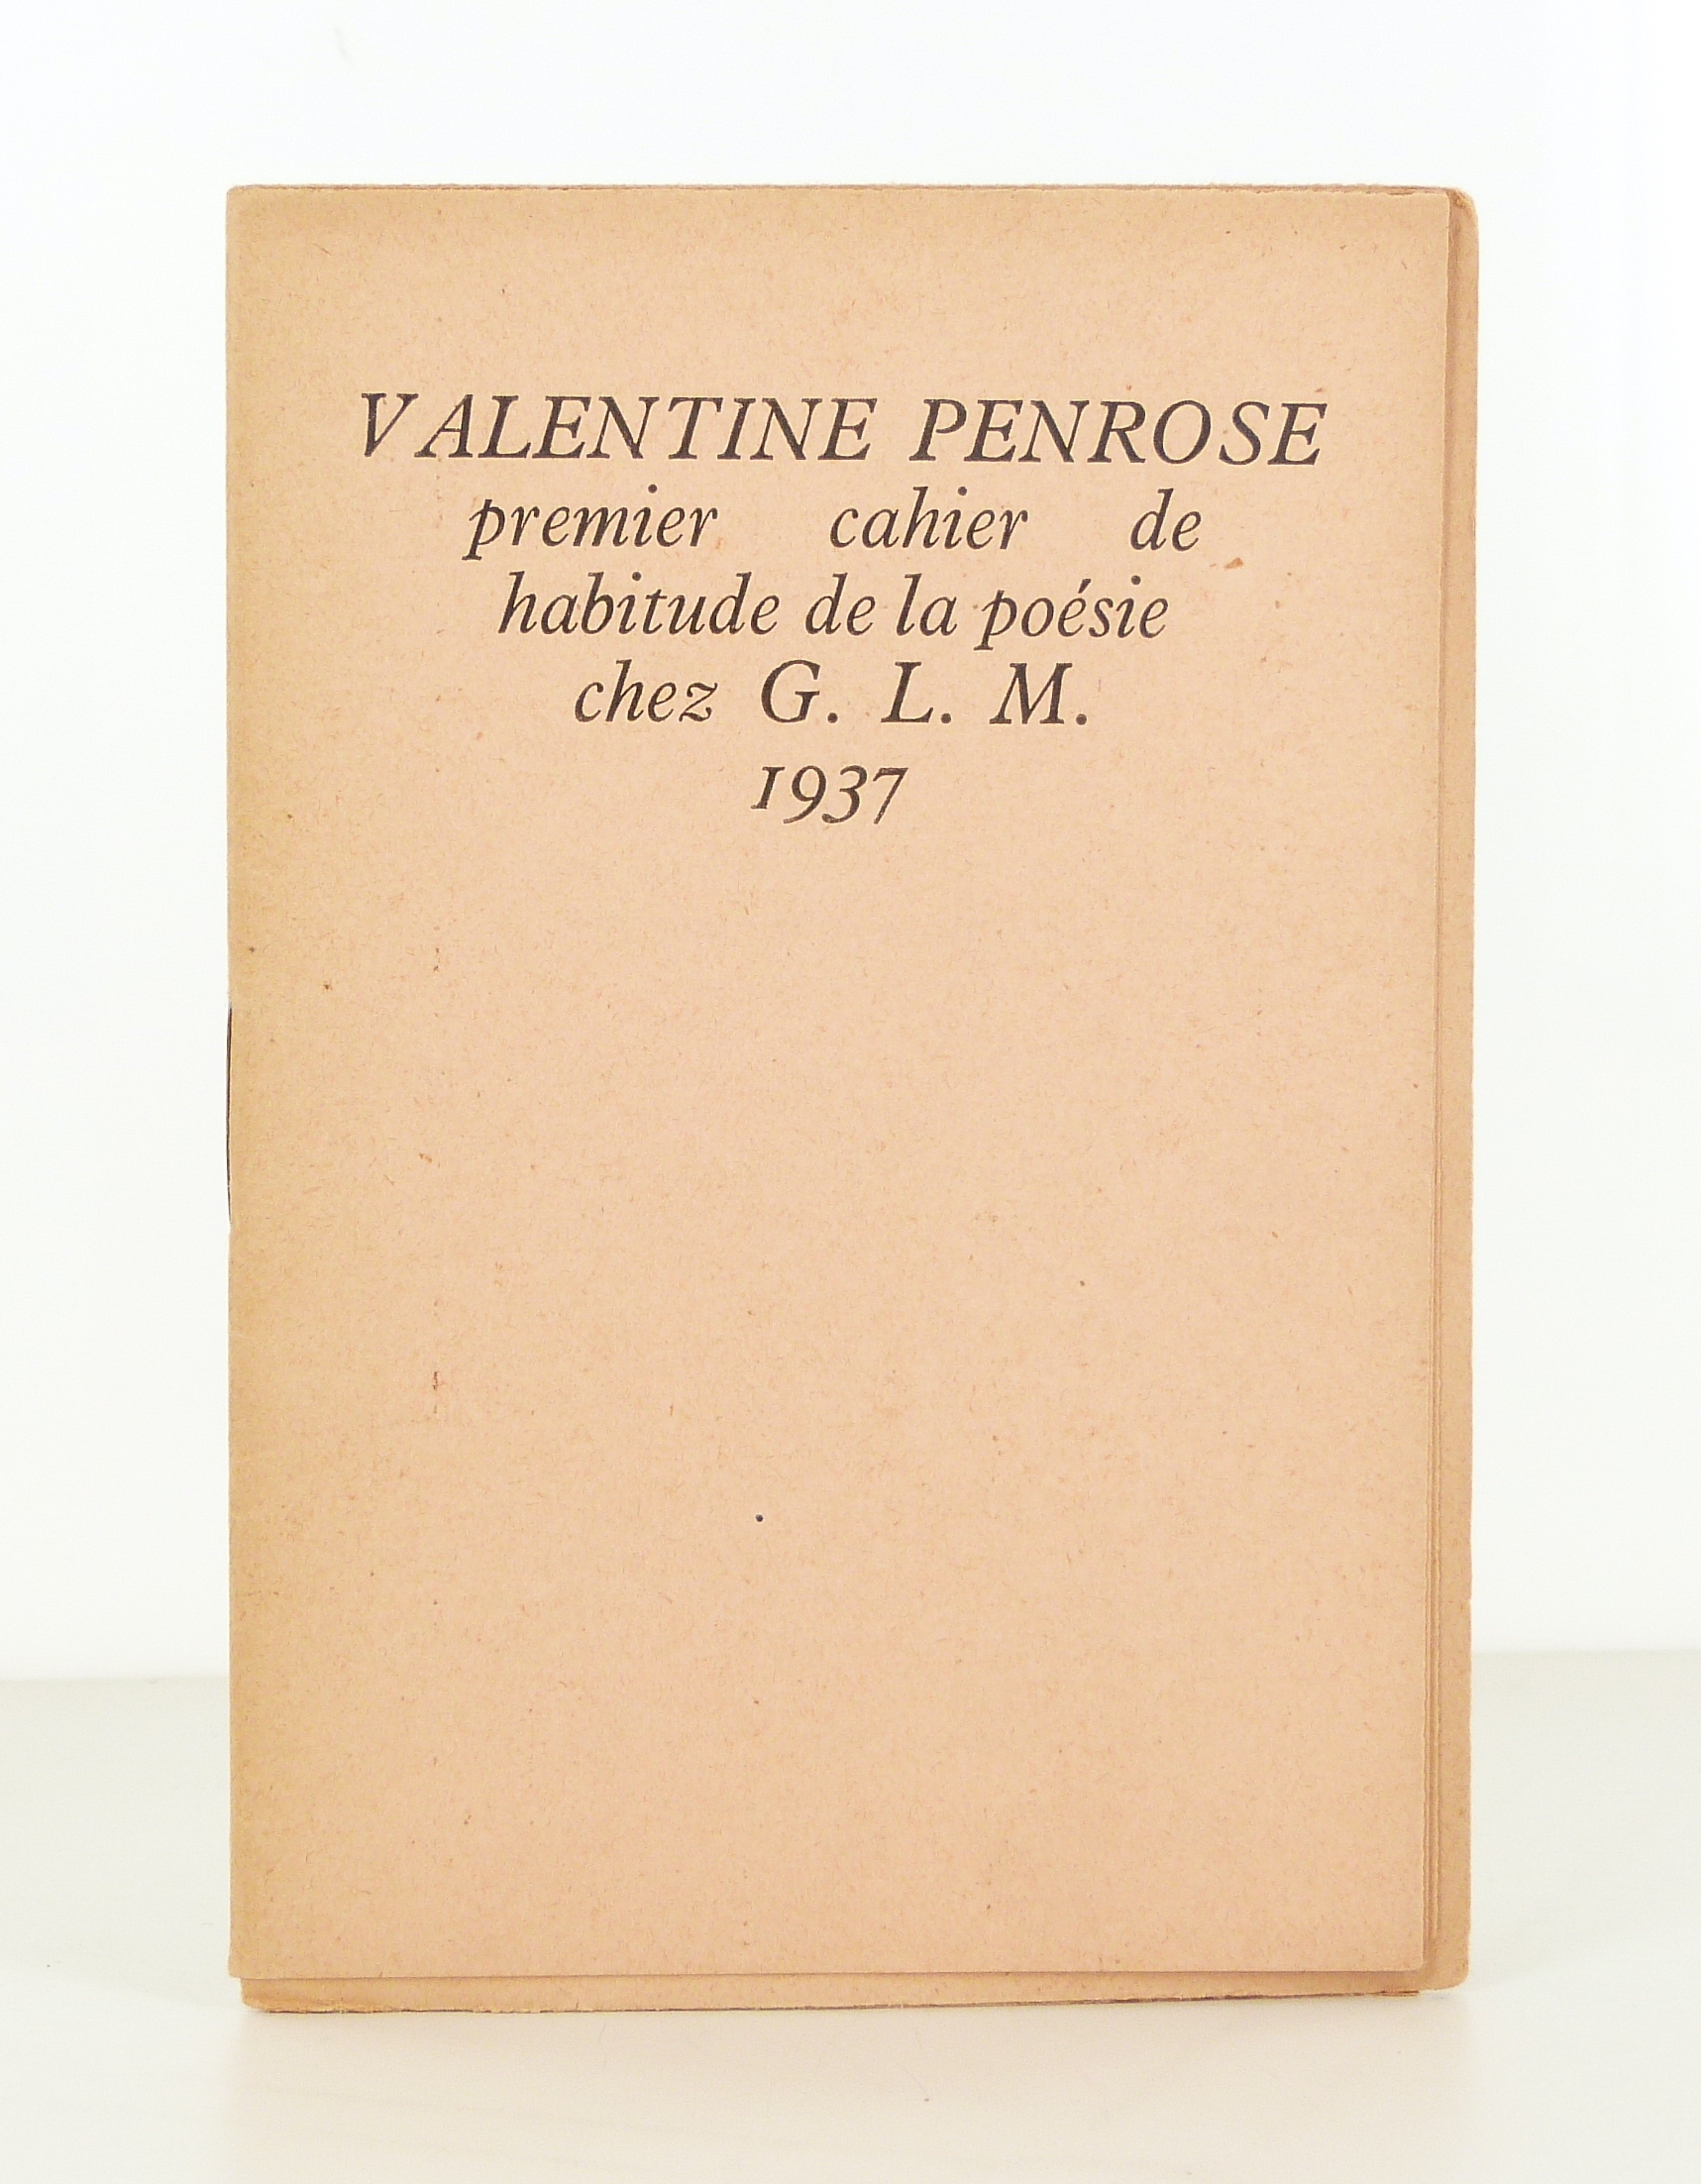 VALENTINE PENROSE
premier cahier de
habitude de la poésie
chez G. L. M.
1937